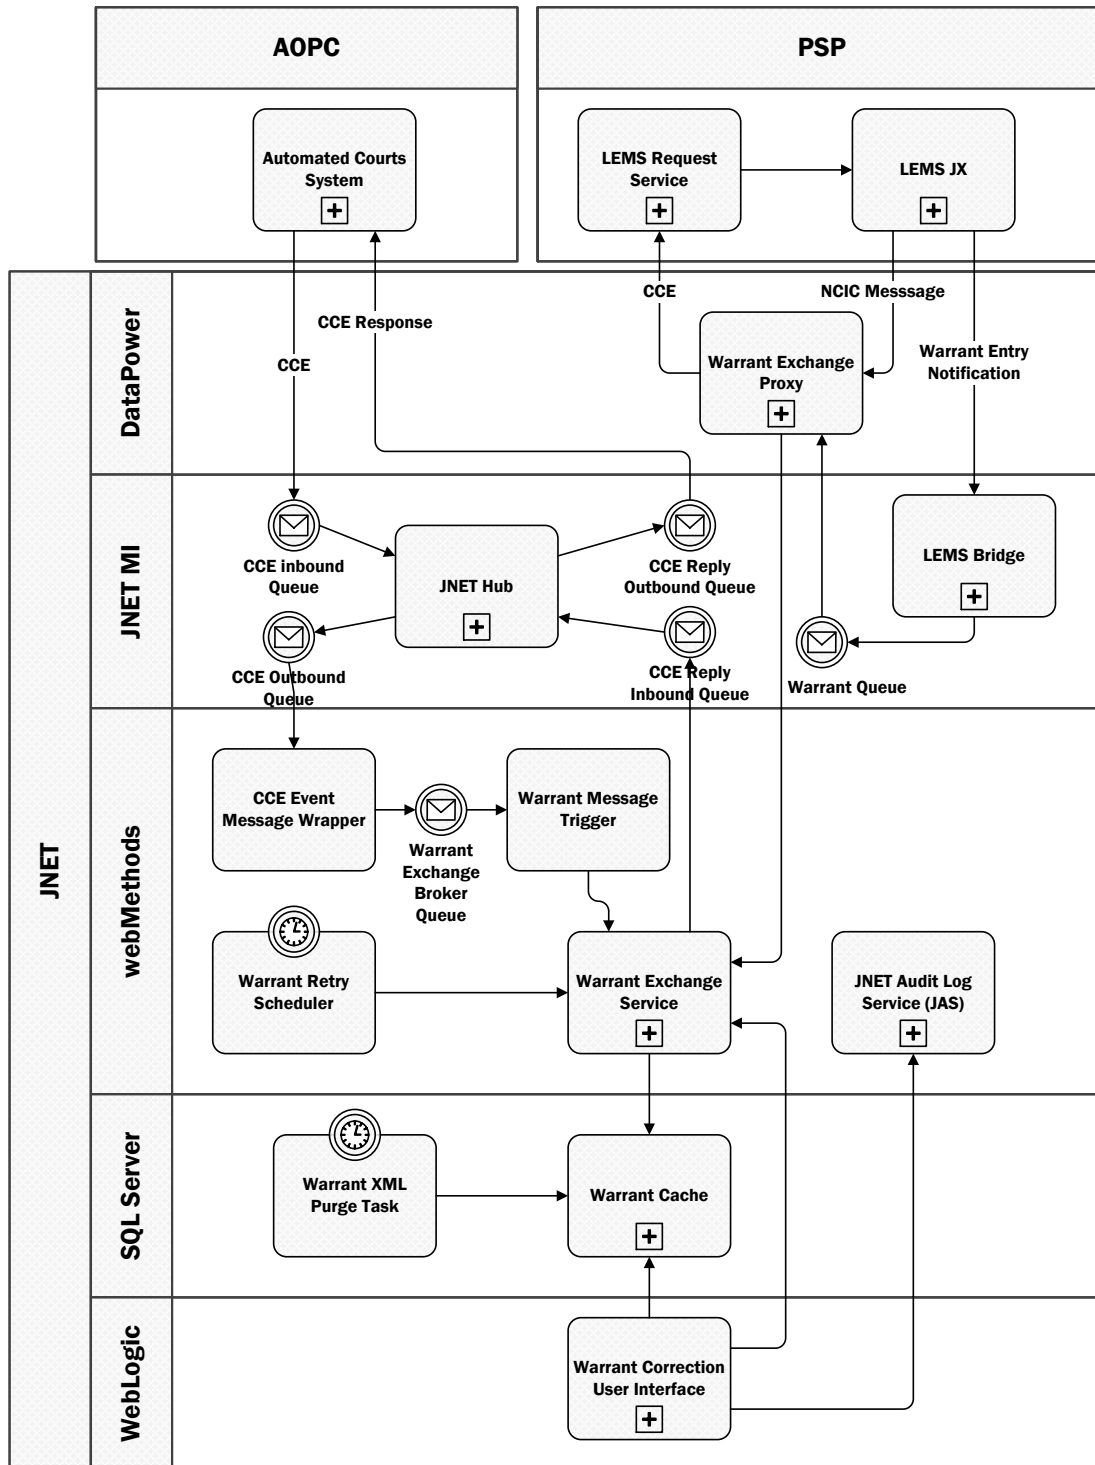 AOPC
PSP
Automated Courts
System
LEMS Request
Service
LEMS JX
JNET
DataPower
CCE
CCE Response
CCE
NCIC Messsage
Warrant Exchange
Proxy
Warrant Entry
Notification
JNET MI
CCE inbound
Queue
JNET Hub
CCE Reply
Outbound Queue
LEMS Bridge
CCE Outbound
Queue
CCE Reply
Inbound Queue
Warrant Queue
webMethods
CCE Event
Message Wrapper
Warrant
Exchange
Broker
Queue
Warrant Message
Trigger
Warrant Retry
Scheduler
Warrant Exchange
Service
JNET Audit Log
Service (JAS)
SQL Server
Warrant XML
Purge Task
Warrant Cache
WebLogic
Warrant Correction
User Interface